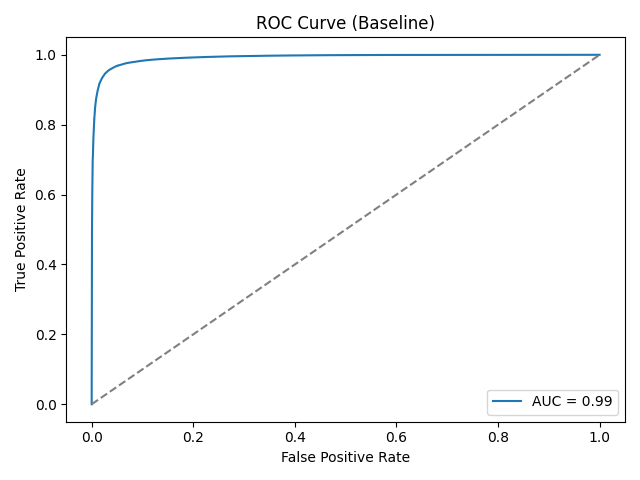 ROC Curve (Baseline)
1.0
0.8
0.6
0.4
0.2
0.0
True Positive Rate
0.0 0.2 0.4 0.6 0.8 1.0
False Positive Rate
AUC = 0.99